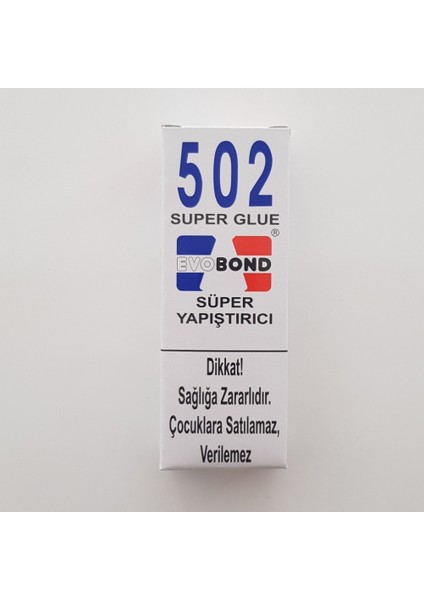 502
SUPER GLUE
®
EVOBOND
SÜPER
YAPIŞTIRICI
Dikkat!
Sağlığa Zararlıdır.
Çocuklara Satılamaz,
Verilemez